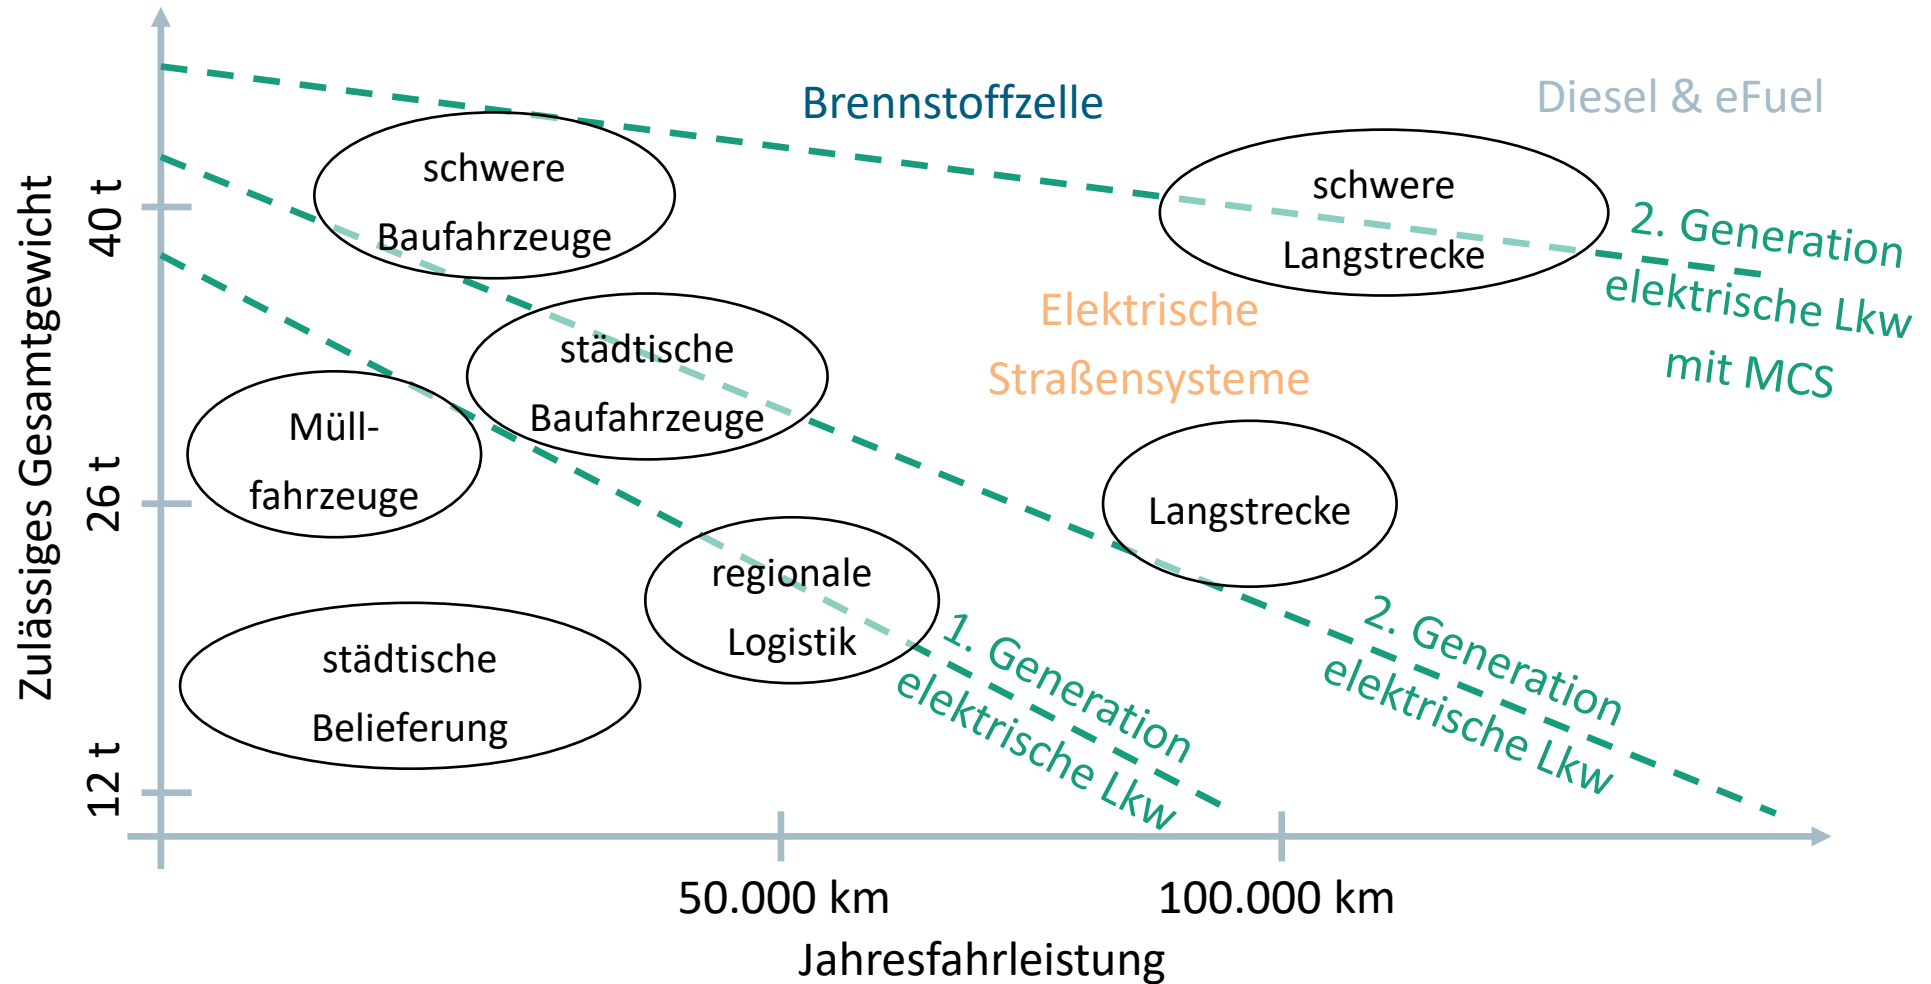 Zulässiges Gesamtgewicht
40 t
26 t
12 t
Brennstoffzelle
Diesel & eFuel
schwere
Baufahrzeuge
schwere
Langstrecke
2. Generation
elektrische Lkw
mit MCS
Elektrische
Straßensysteme
städtische
Baufahrzeuge
Müll-
fahrzeuge
Langstrecke
regionale
Logistik
städtische
Belieferung
1. Generation
elektrische Lkw
2. Generation
elektrische Lkw
50.000 km
100.000 km
Jahresfahrleistung